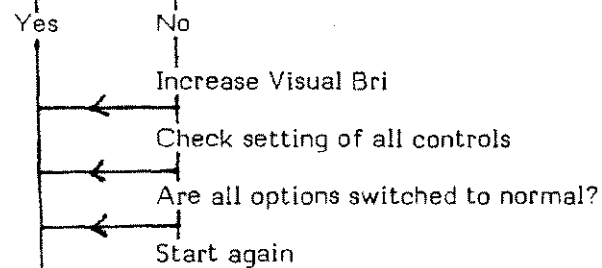 Yes No
Increase Visual Bri
Check setting of all controls
Are all options switched to normal?
Start again